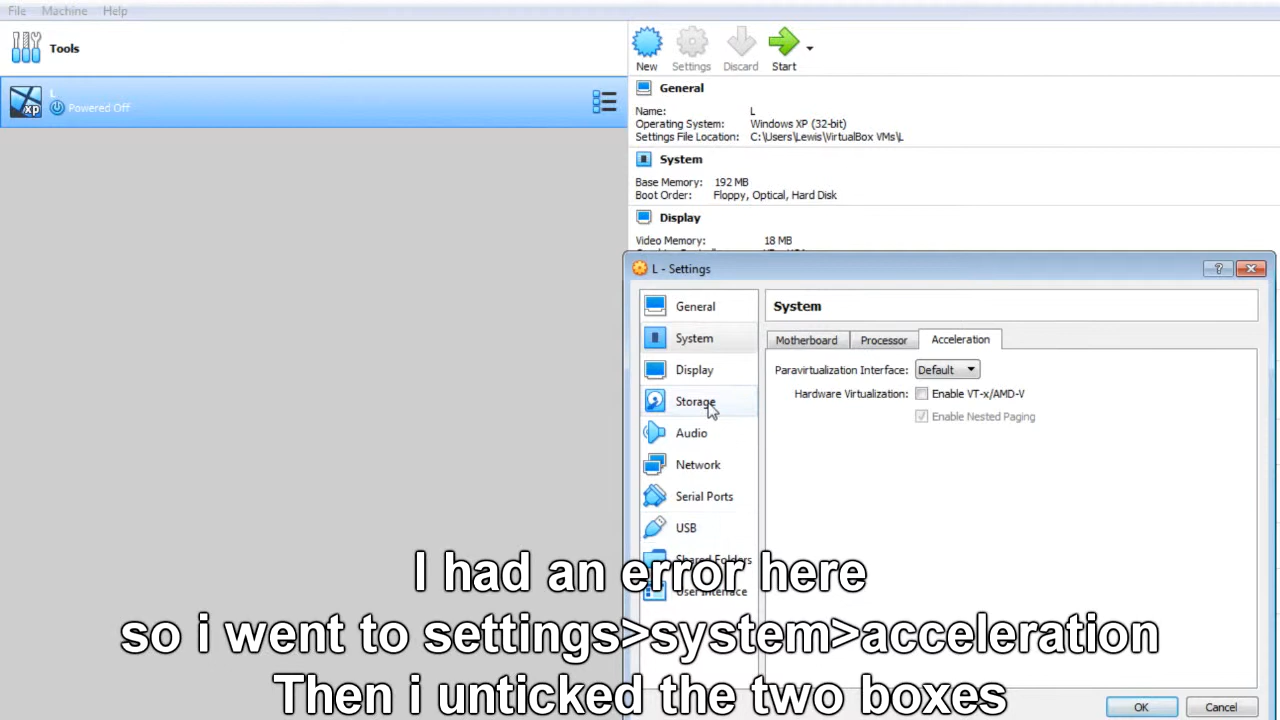 File Machine Help
Tools
New Settings Discard Start
L
Powered Off
General
Name: L
Operating System: Windows XP (32-bit)
Settings File Location: C:\Users\Lewis\VirtualBox VMs\L
System
Base Memory: 192 MB
Boot Order: Floppy, Optical, Hard Disk
Display
Video Memory: 18 MB
L - Settings
General
System
Display
Storage
Audio
Network
Serial Ports
USB
Shared Folders
User Interface
System
Motherboard Processor Acceleration
Paravirtualization Interface: Default
Hardware Virtualization: Enable VT-x/AMD-V
Enable Nested Paging
OK Cancel
I had an error here
so i went to settings>system>acceleration
Then i unticked the two boxes